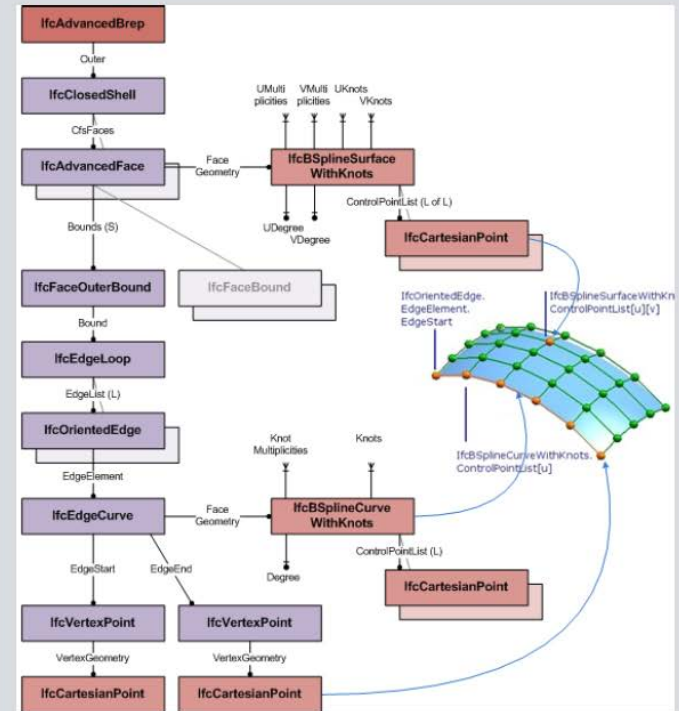 IfcAdvancedBrep
Outer
IfcClosedShell
CfsFaces
IfcAdvancedFace
Face
Geometry
UMulti
plicities
VMulti
plicities
UKnots
VKnots
IfcBSplineSurface
WithKnots
UDegree
VDegree
ControlPointList (L of L)
IfcCartesianPoint
Bounds (S)
IfcFaceOuterBound
IfcFaceBound
Bound
IfcEdgeLoop
EdgeList (L)
IfcOrientedEdge
EdgeElement
IfcOrientedEdge.
EdgeElement.
EdgeStart
IfcBSplineSurfaceWithKn
ControlPointList[u][v]
IfcBSplineCurveWithKnots.
ControlPointList[u]
IfcEdgeCurve
Face
Geometry
Knot
Multiplicities
Knots
IfcBSplineCurve
WithKnots
Degree
ControlPointList (L)
IfcCartesianPoint
EdgeStart
EdgeEnd
IfcVertexPoint
IfcVertexPoint
VertexGeometry
VertexGeometry
IfcCartesianPoint
IfcCartesianPoint